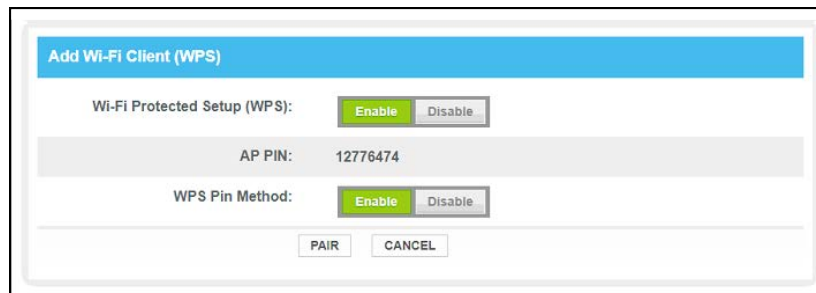 Add Wi-Fi Client (WPS)
Wi-Fi Protected Setup (WPS): Enable Disable
AP PIN: 12776474
WPS Pin Method: Enable Disable
PAIR CANCEL